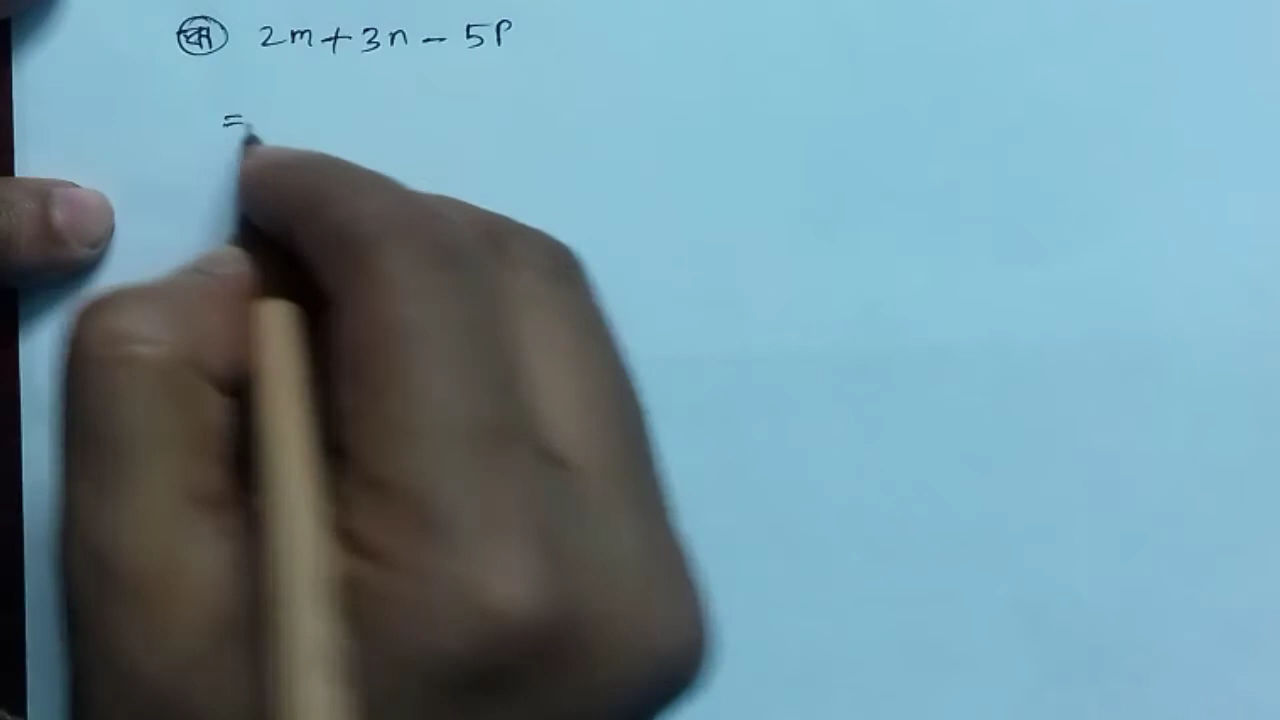 2m + 3n - 5p
=